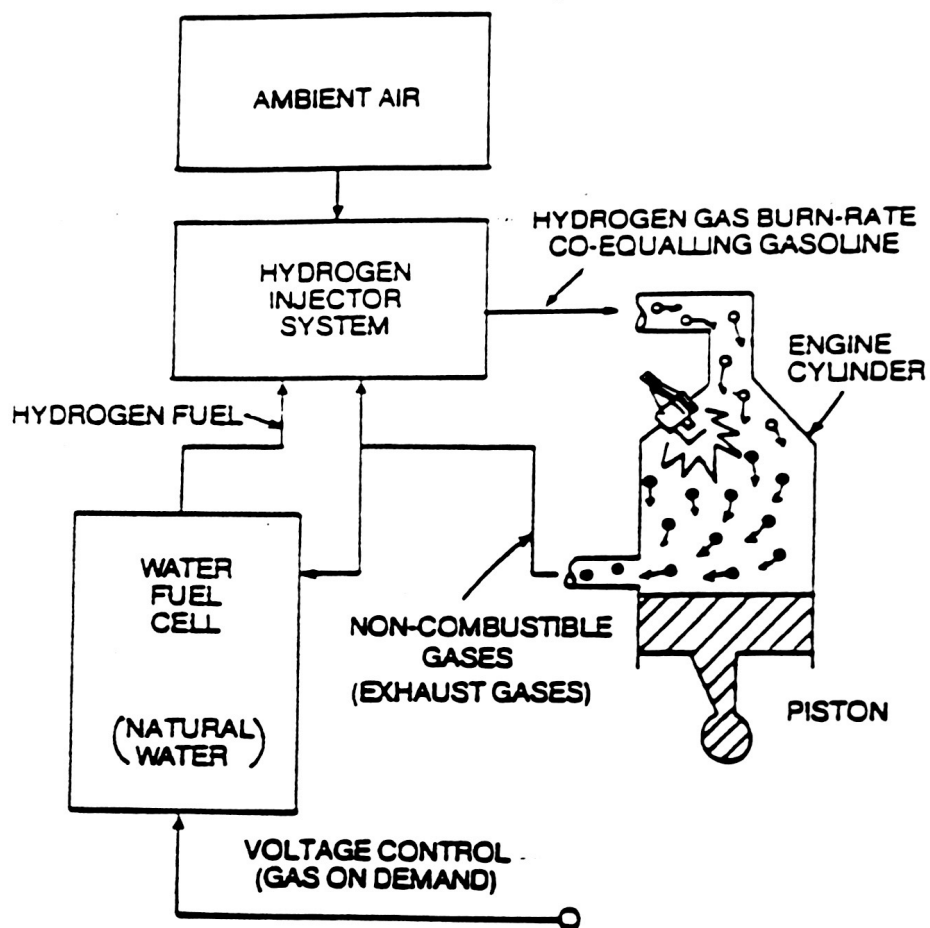 AMBIENT AIR
HYDROGEN GAS BURN-RATE
CO-EQUALLING GASOLINE
HYDROGEN
INJECTOR
SYSTEM
ENGINE
CYLINDER
HYDROGEN FUEL
WATER
FUEL
CELL
(NATURAL
WATER)
NON-COMBUSTIBLE
GASES
(EXHAUST GASES)
PISTON
VOLTAGE CONTROL
(GAS ON DEMAND)